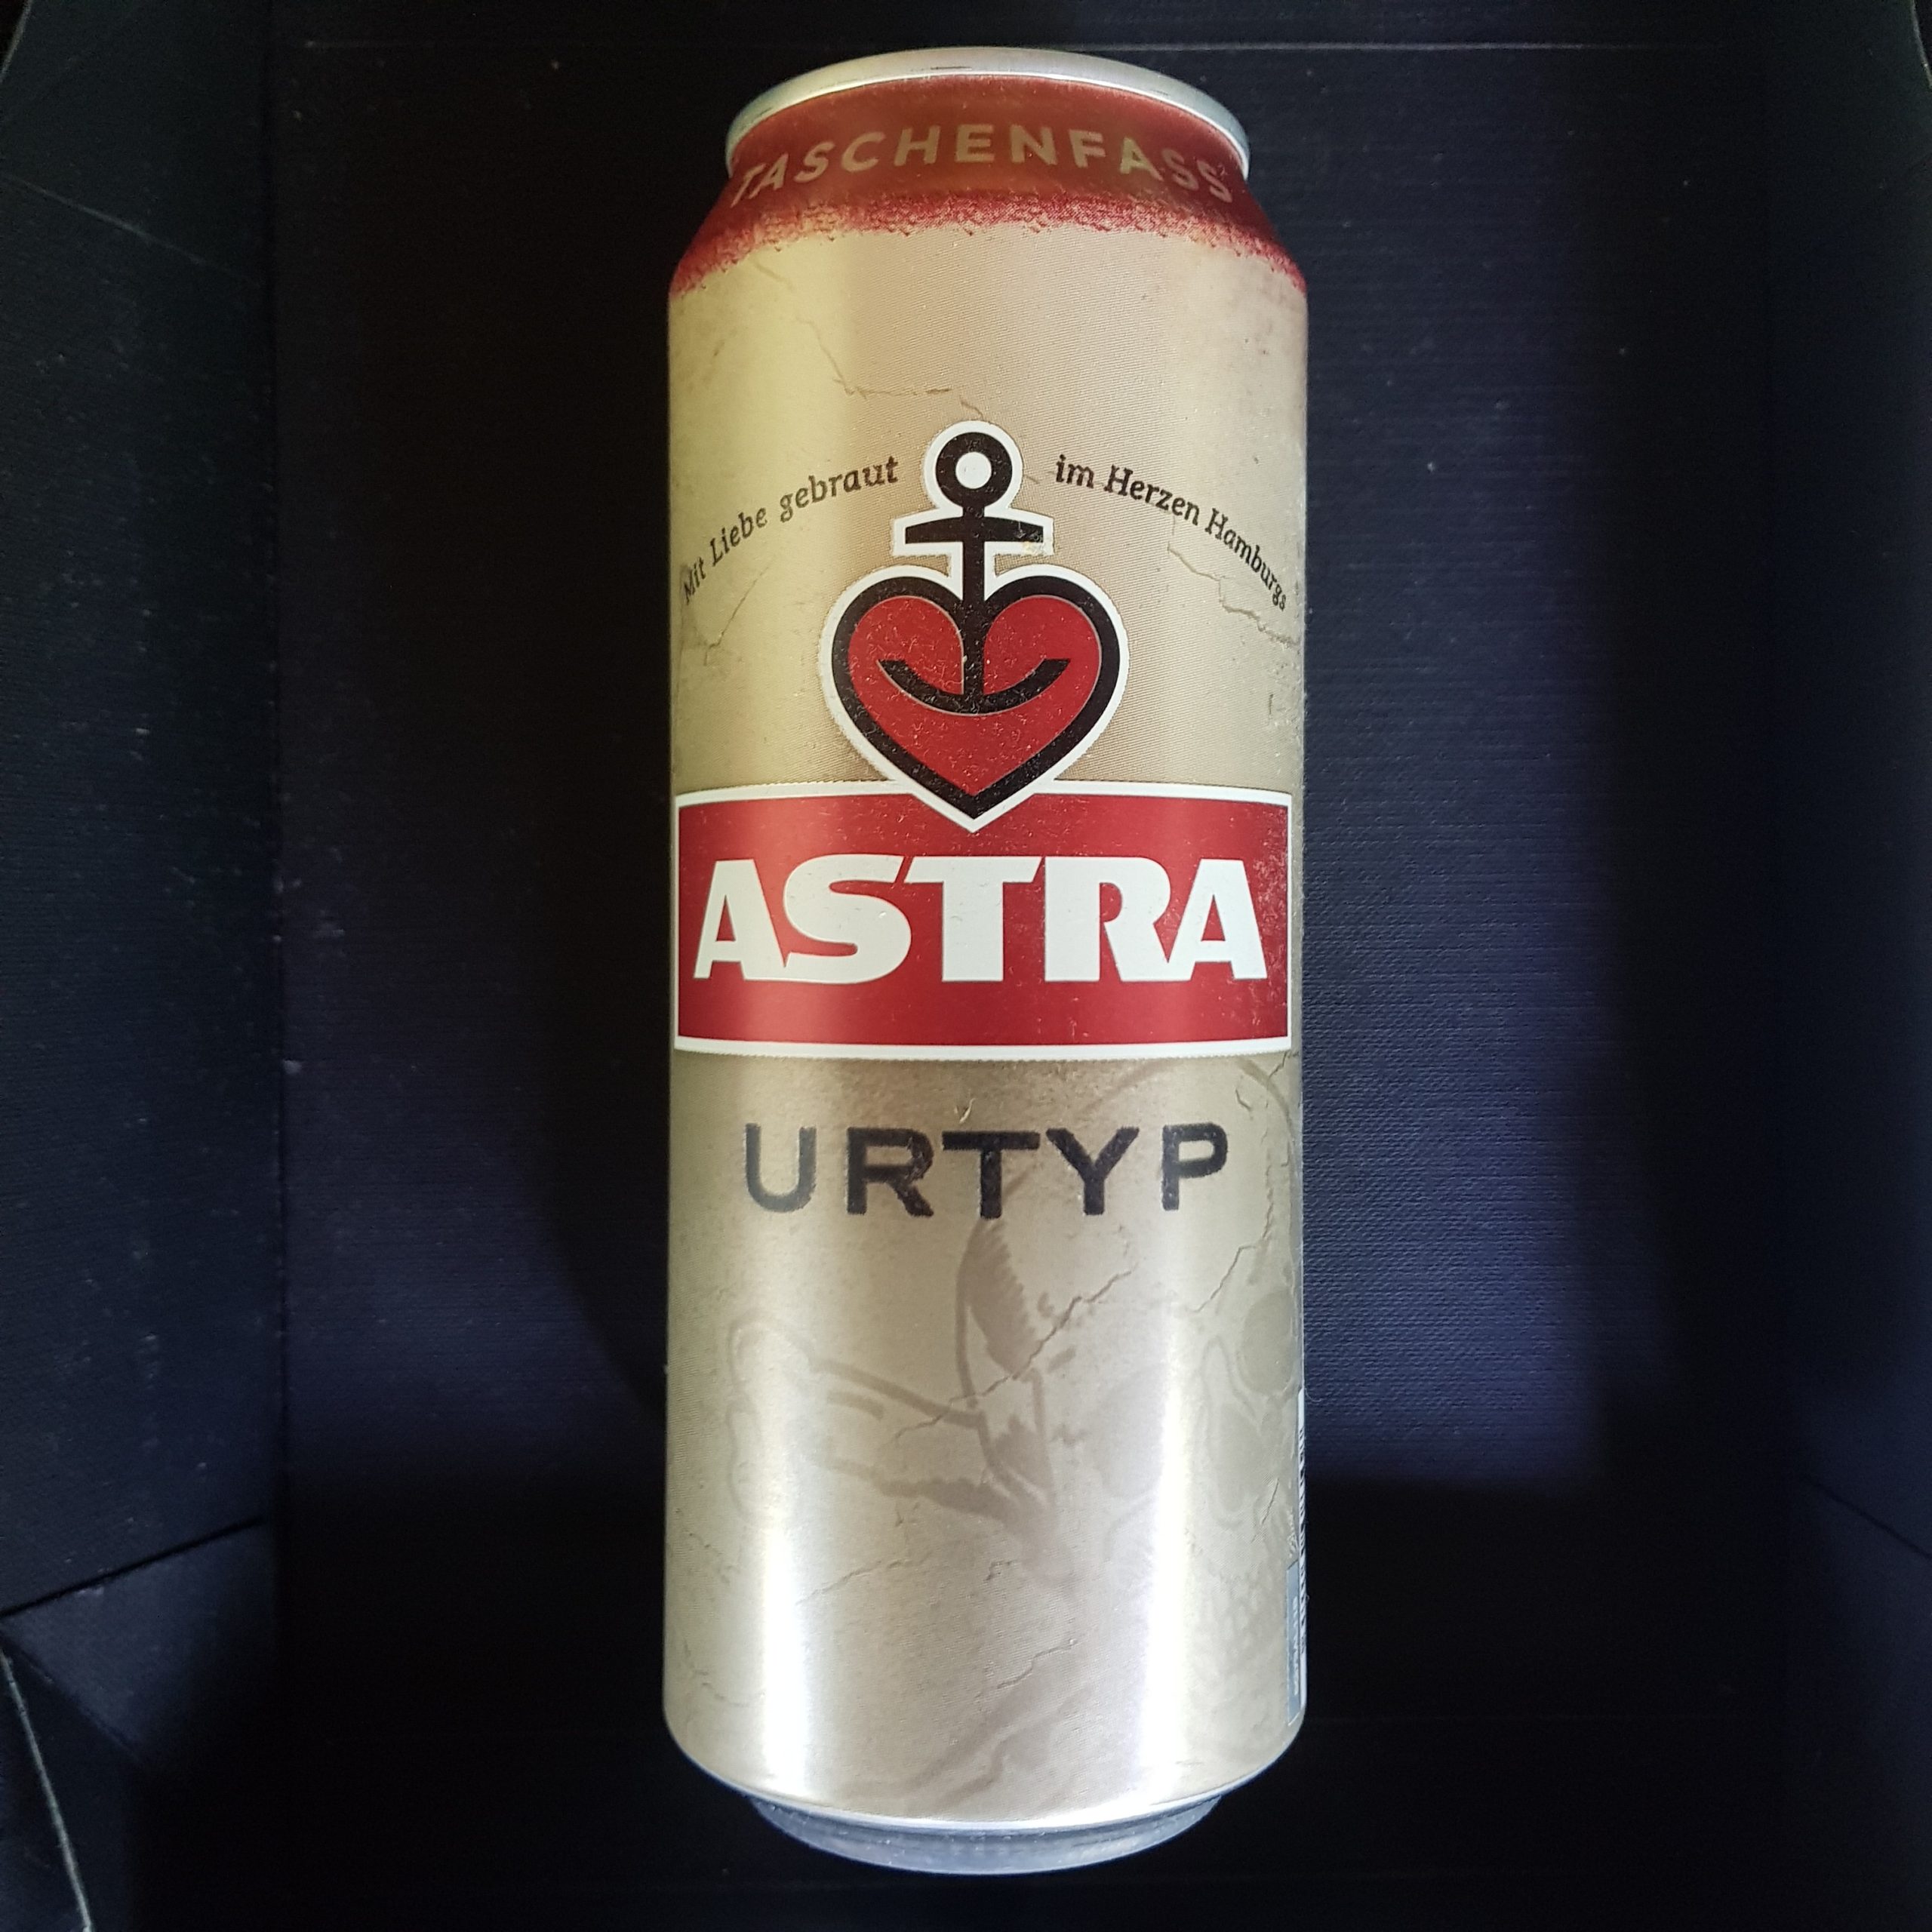 TASCHENFASS
Mit Liebe gebraut im Herzen Hamburgs
ASTRA
URTYP